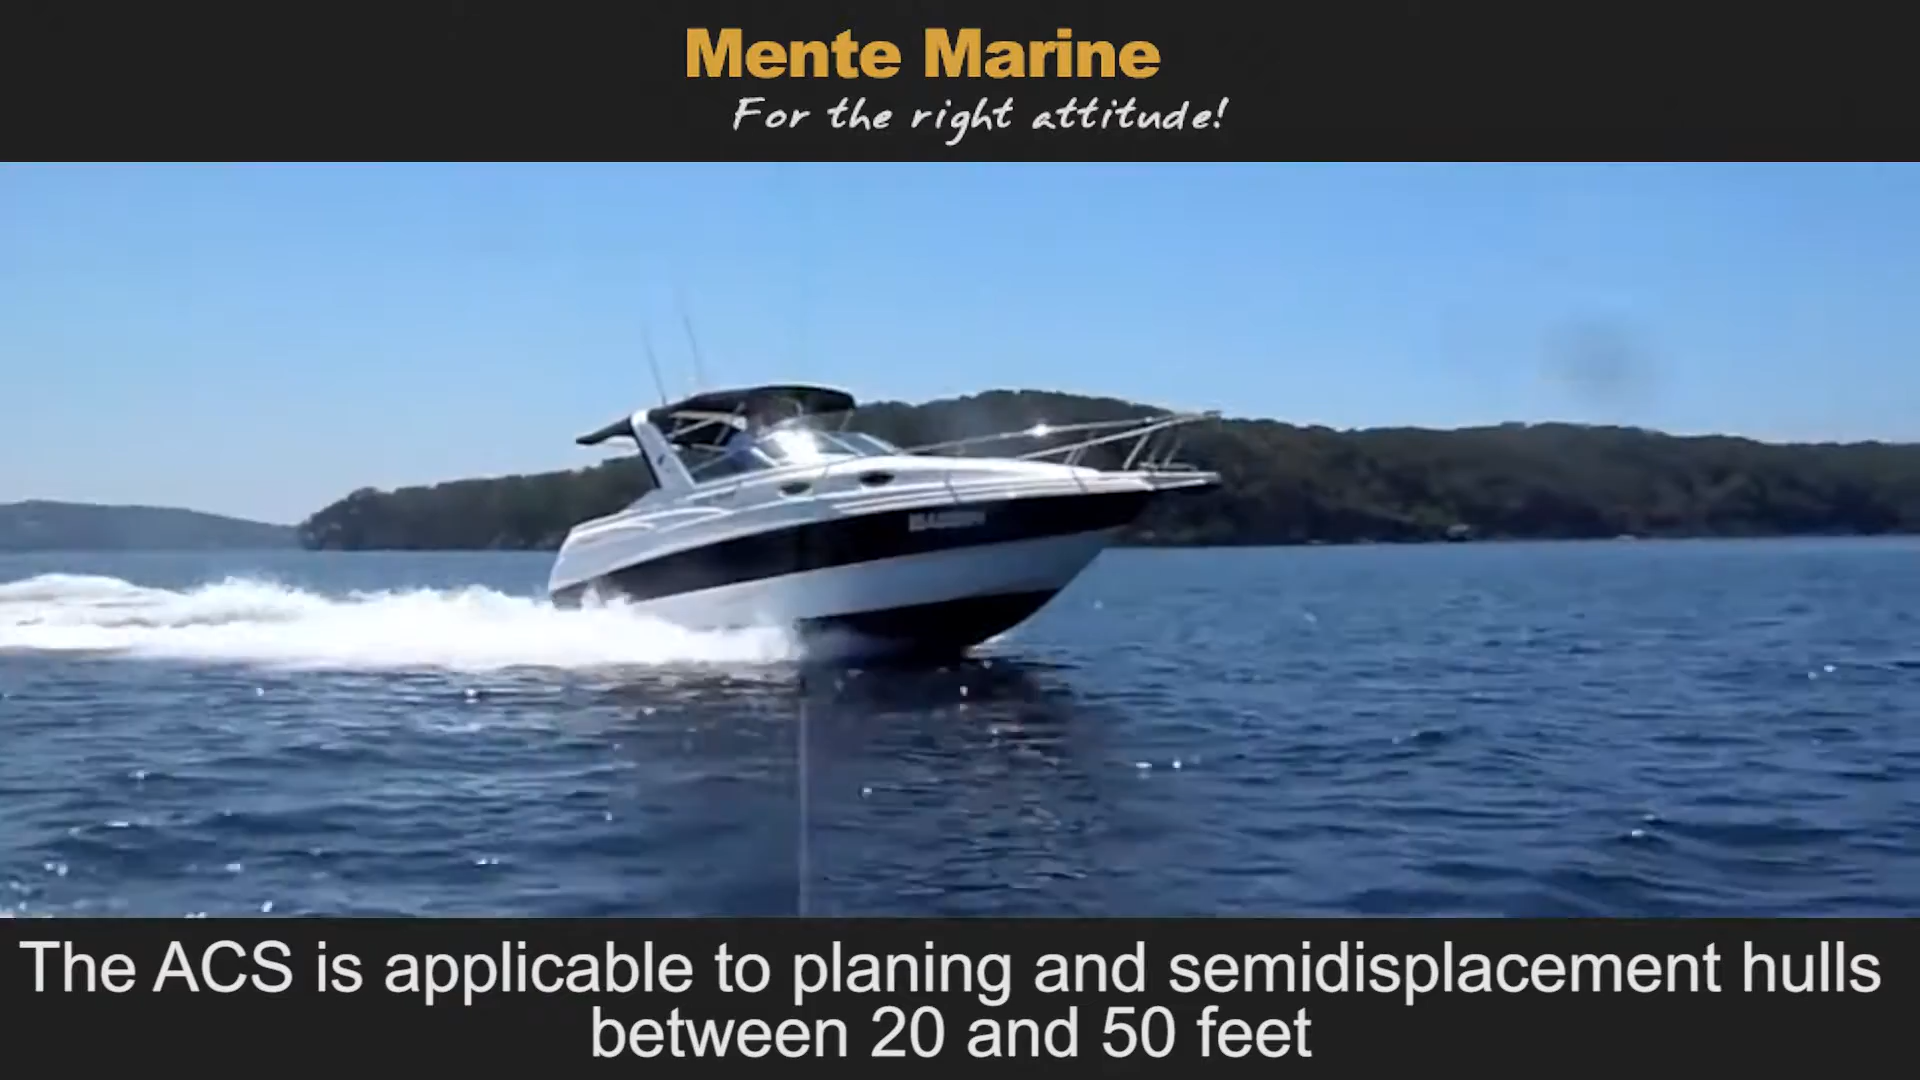 Mente Marine
For the right attitude!
The ACS is applicable to planing and semidisplacement hulls
between 20 and 50 feet